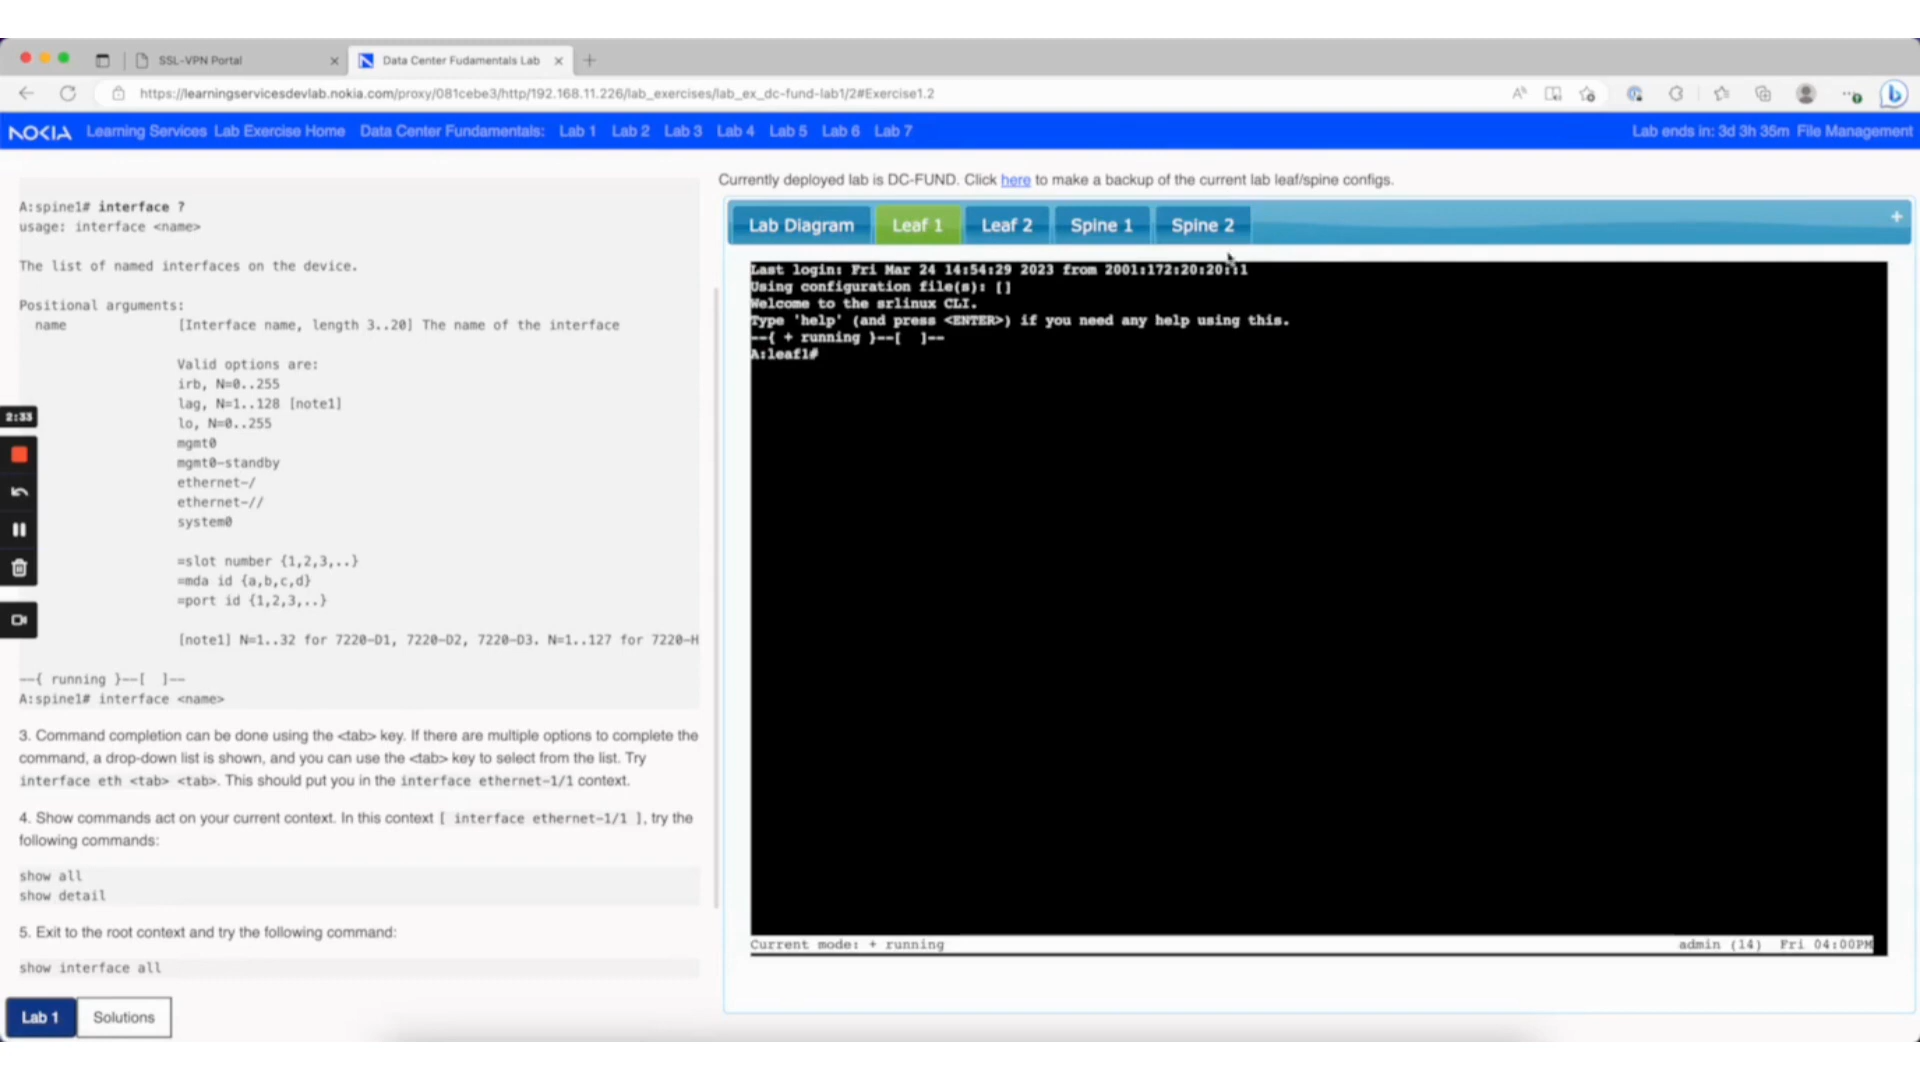 SSL-VPN Portal
Data Center Fudamentals Lab
https://learningservicesdevlab.nokia.com/proxy/081cebe3/http/192.168.11.226/lab_exercises/lab_ex_dc-fund-lab1/2#Exercise1.2
NOKIA Learning Services Lab Exercise Home Data Center Fundamentals: Lab 1 Lab 2 Lab 3 Lab 4 Lab 5 Lab 6 Lab 7 Lab ends in: 3d 3h 35m File Management
A:spine1# interface ?
usage: interface <name>
The list of named interfaces on the device.
Positional arguments:
name [Interface name, length 3..20] The name of the interface
Valid options are:
irb, N=0..255
lag, N=1..128 [note1]
lo, N=0..255
mgmt0
mgmt0-standby
ethernet-/
ethernet-//
system0
=slot number {1,2,3,..}
=mda id {a,b,c,d}
=port id {1,2,3,..}
[note1] N=1..32 for 7220-D1, 7220-D2, 7220-D3. N=1..127 for 7220-H
--{ running }--[ ]--
A:spine1# interface <name>
3. Command completion can be done using the <tab> key. If there are multiple options to complete the
command, a drop-down list is shown, and you can use the <tab> key to select from the list. Try
interface eth <tab> <tab>. This should put you in the interface ethernet-1/1 context.
4. Show commands act on your current context. In this context [ interface ethernet-1/1 ], try the
following commands:
show all
show detail
5. Exit to the root context and try the following command:
show interface all
Lab 1
Solutions
2:33
Currently deployed lab is DC-FUND. Click here to make a backup of the current lab leaf/spine configs.
Lab Diagram
Leaf 1
Leaf 2
Spine 1
Spine 2
+
Last login: Fri Mar 24 14:54:29 2023 from 2001:172:20:20::1
Using configuration file(s): []
Welcome to the srlinux CLI.
Type 'help' (and press <ENTER>) if you need any help using this.
--{ + running }--[ ]--
A:leaf1#
Current mode: + running admin (14) Fri 04:00PM